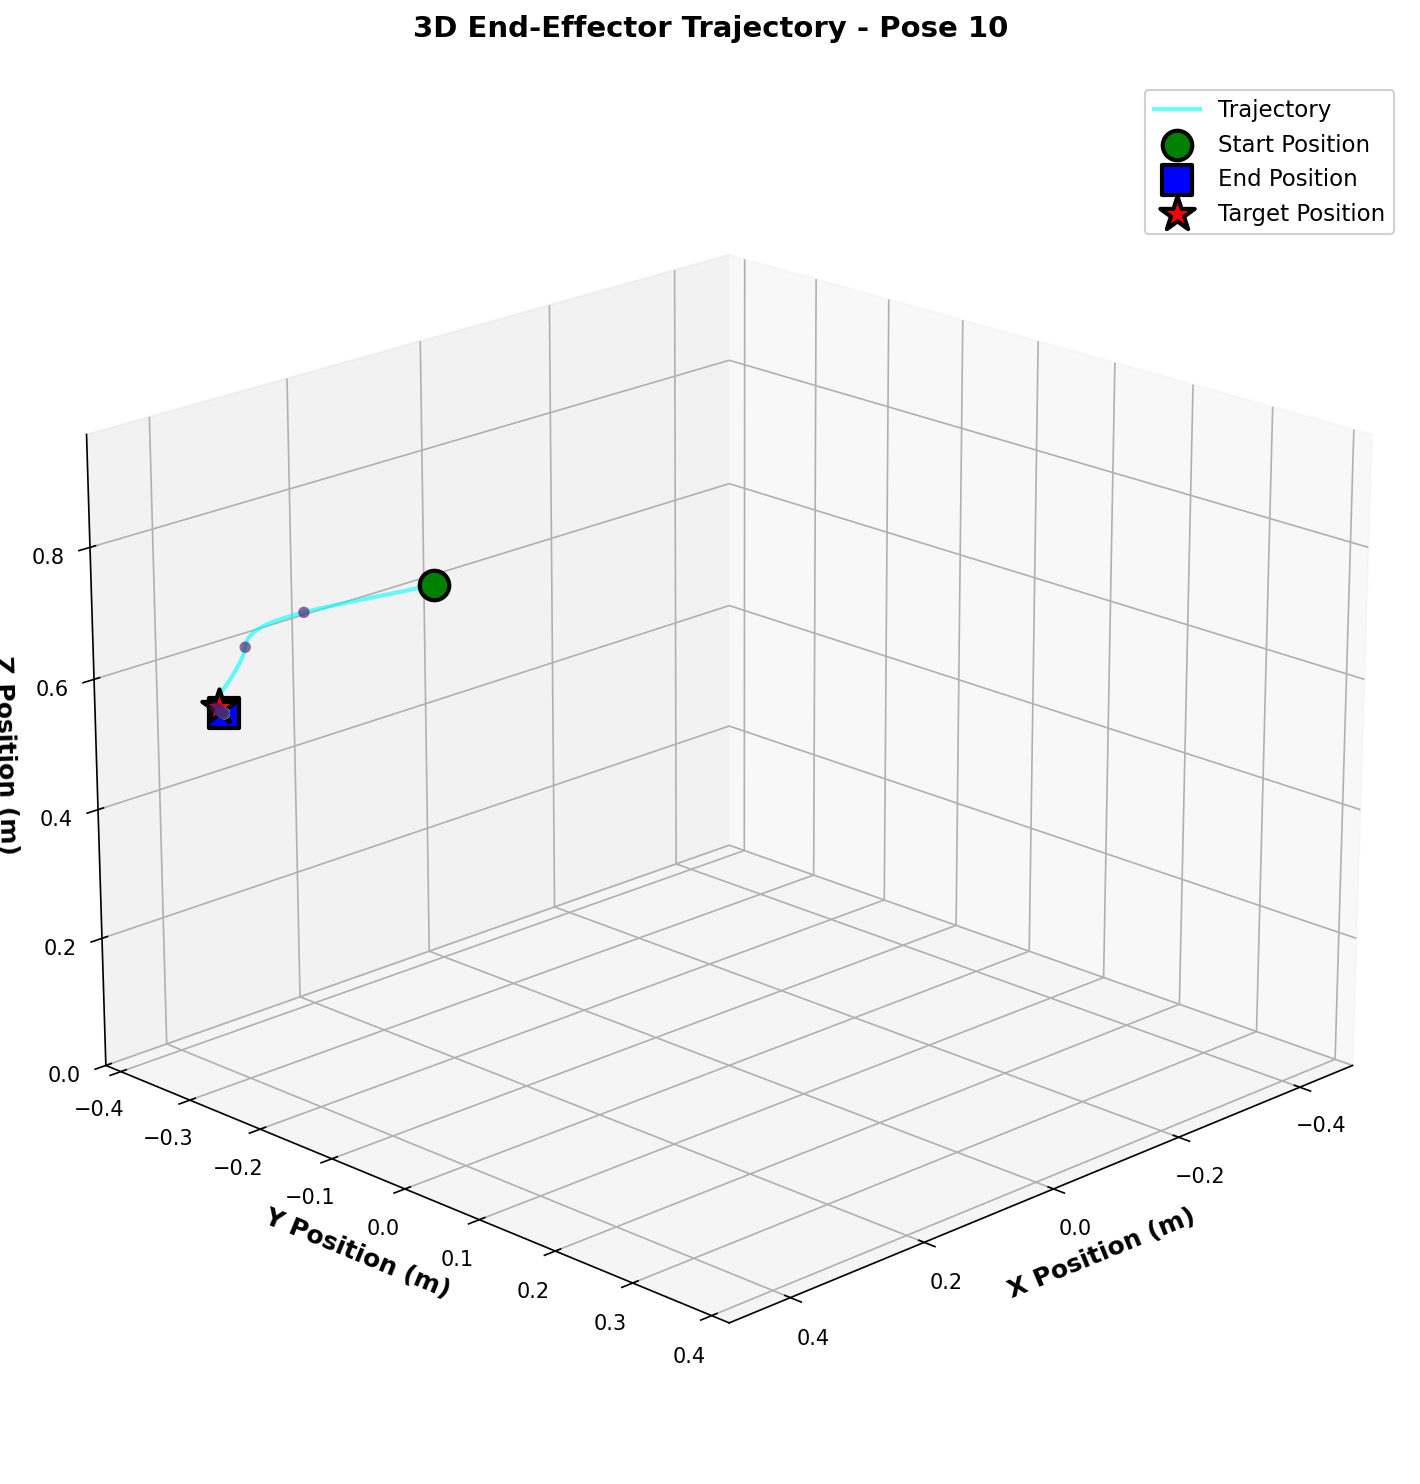 3D End-Effector Trajectory - Pose 10
Trajectory
Start Position
End Position
Target Position
0.8
0.6
0.4
0.2
0.0
Z Position (m)
−0.4
−0.3
−0.2
−0.1
0.0
0.1
0.2
0.3
0.4
Y Position (m)
−0.4
−0.2
0.0
0.2
0.4
X Position (m)